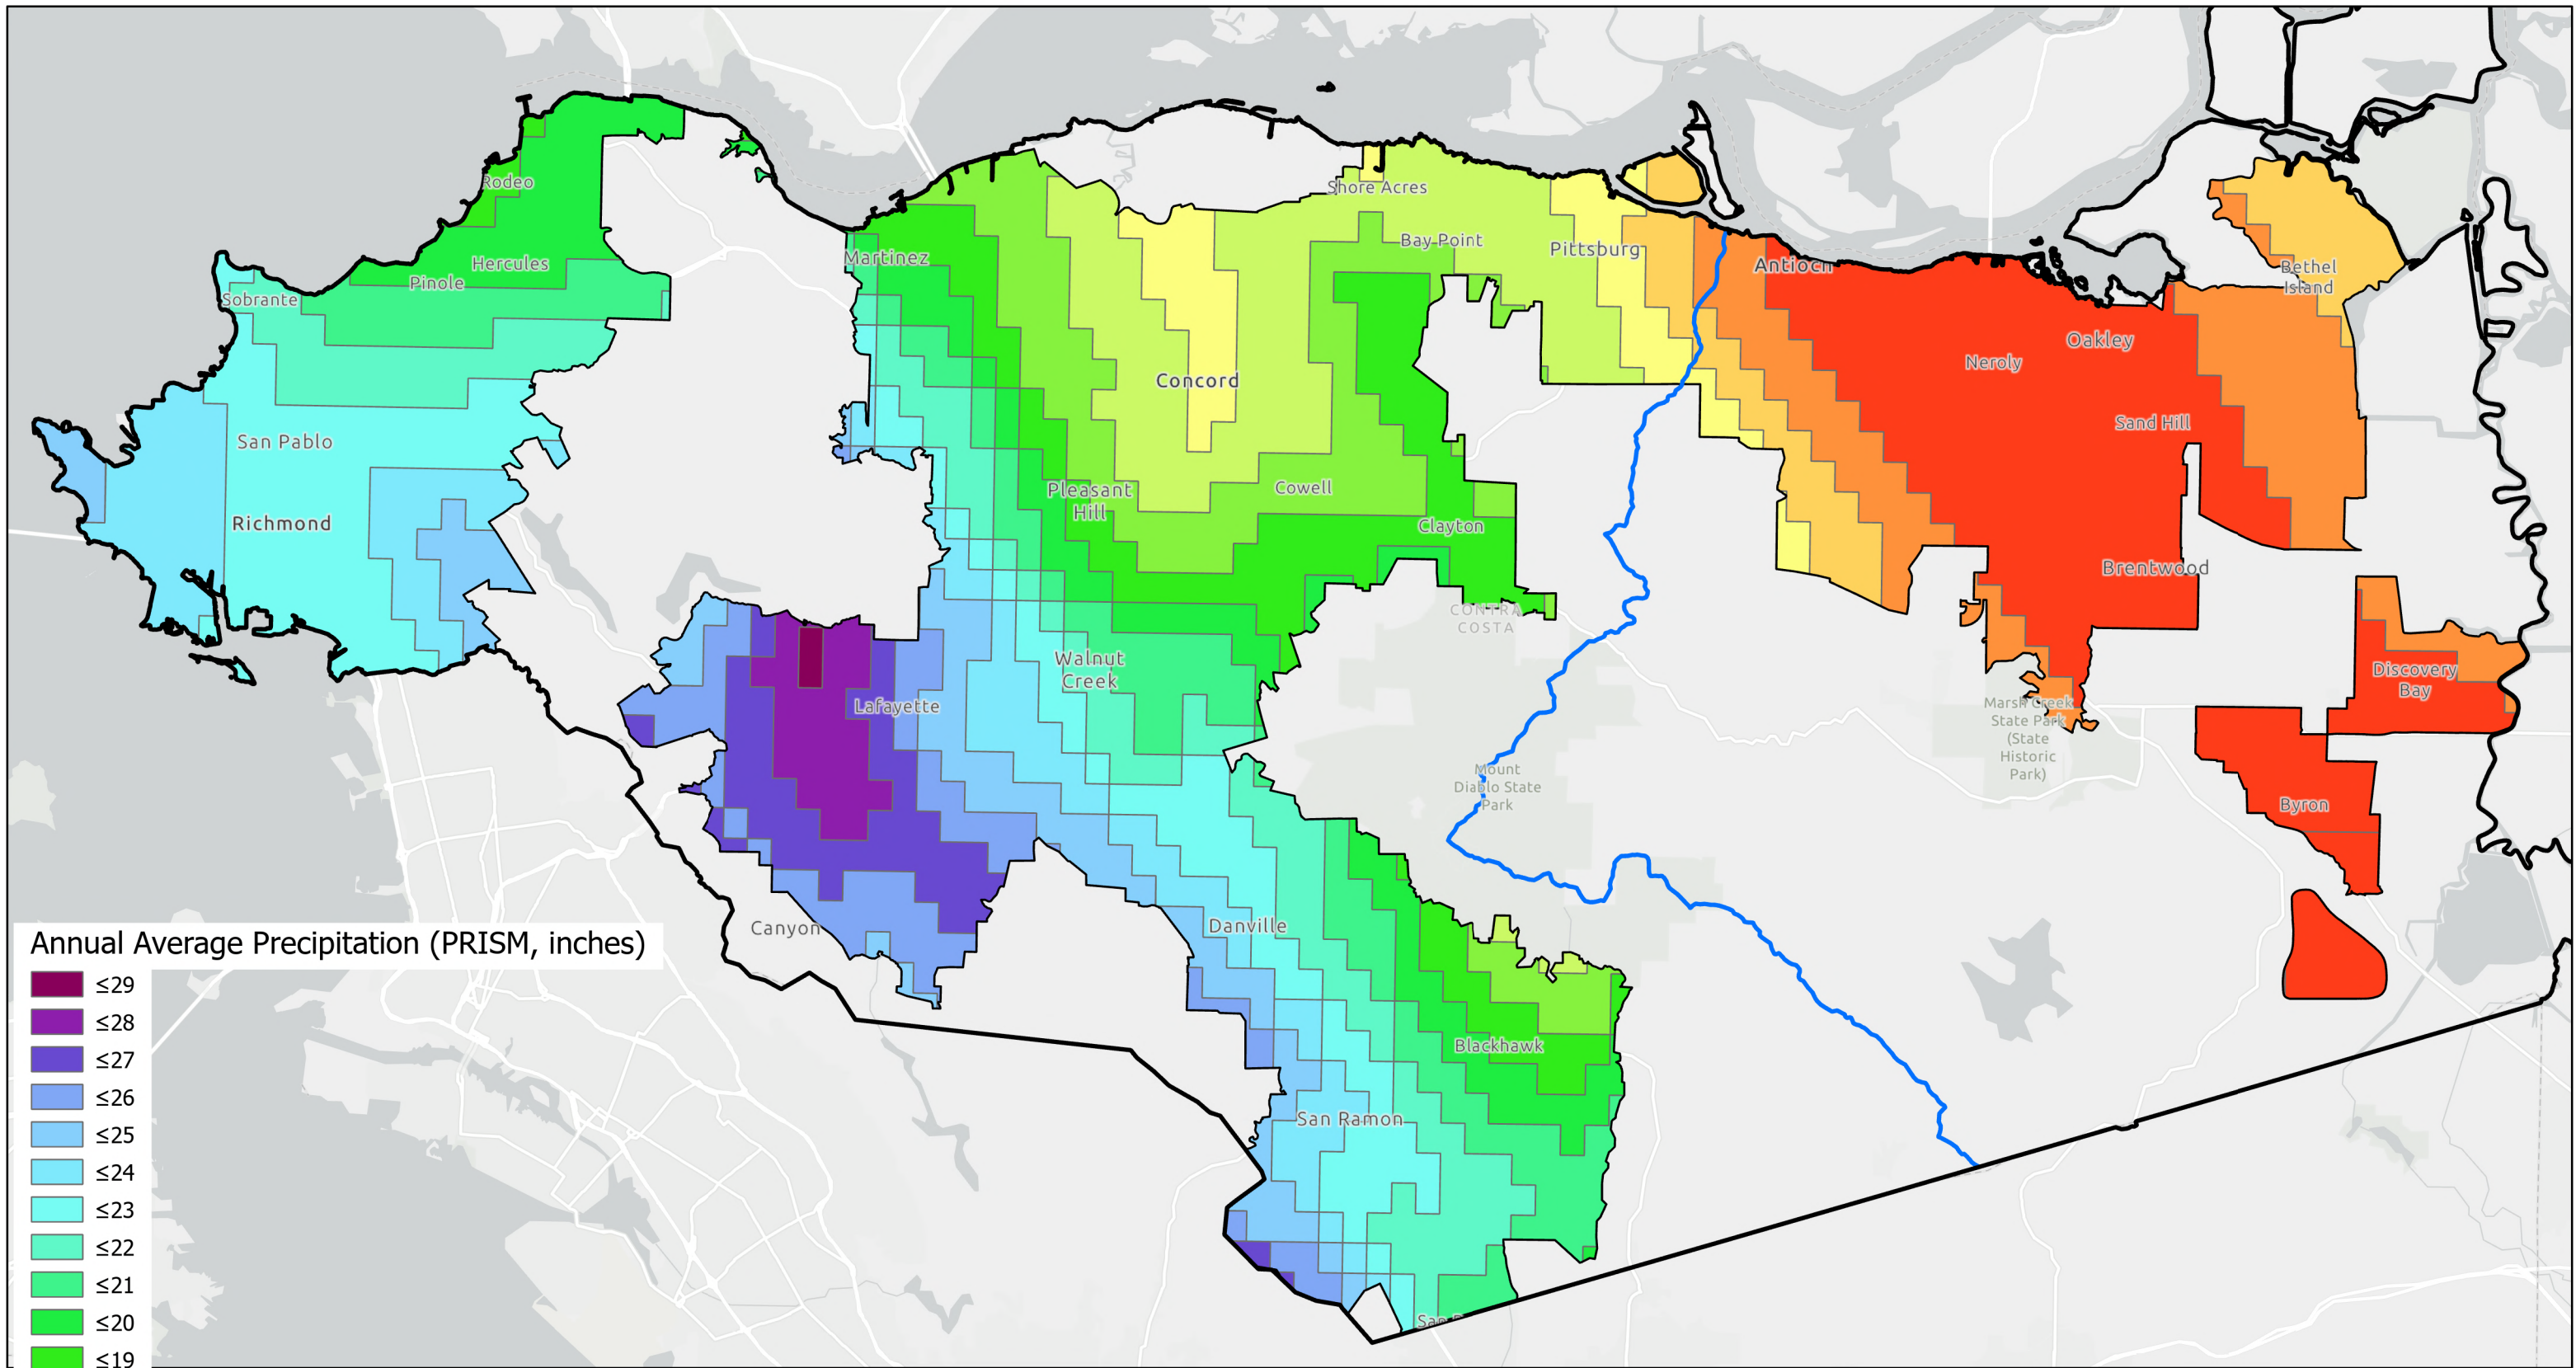 Rodeo
Shore Acres
Bay Point
Martinez
Pittsburg
Hercules
Pinole
Antioch
Sobrante
Bethel
Island
Oakley
Neroly
Concord
Sand Hill
San Pablo
Pleasant
Hill
Cowell
Richmond
Clayton
Brentwood
CONTRA
COSTA
Walnut
Creek
Discovery
Bay
Lafayette
Marsh Creek
State Park
(State
Historic
Park)
Mount
Diablo State
Park
Byron
Canyon
Danville
Blackhawk
San Ramon
Annual Average Precipitation (PRISM, inches)
≤29
≤28
≤27
≤26
≤25
≤24
≤23
≤22
≤21
≤20
≤19
San